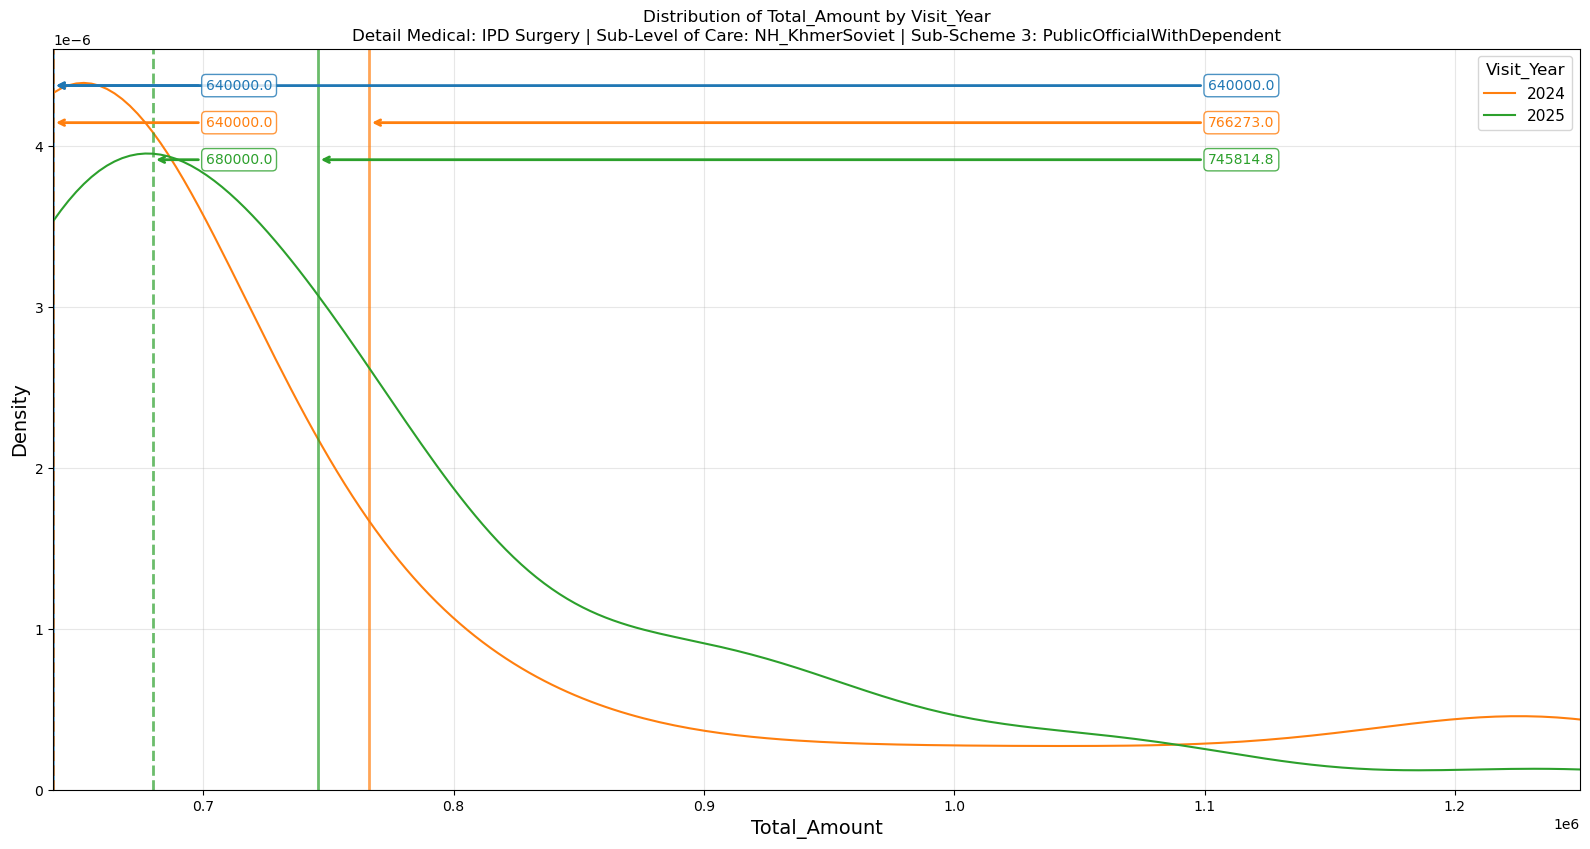 Distribution of Total_Amount by Visit_Year
Detail Medical: IPD Surgery | Sub-Level of Care: NH_KhmerSoviet | Sub-Scheme 3: PublicOfficialWithDependent
1e−6
Visit_Year
2024
2025
640000.0
640000.0
640000.0
766273.0
680000.0
745814.8
4
3
2
1
0
Density
0.7
0.8
0.9
1.0
1.1
1.2
1e6
Total_Amount